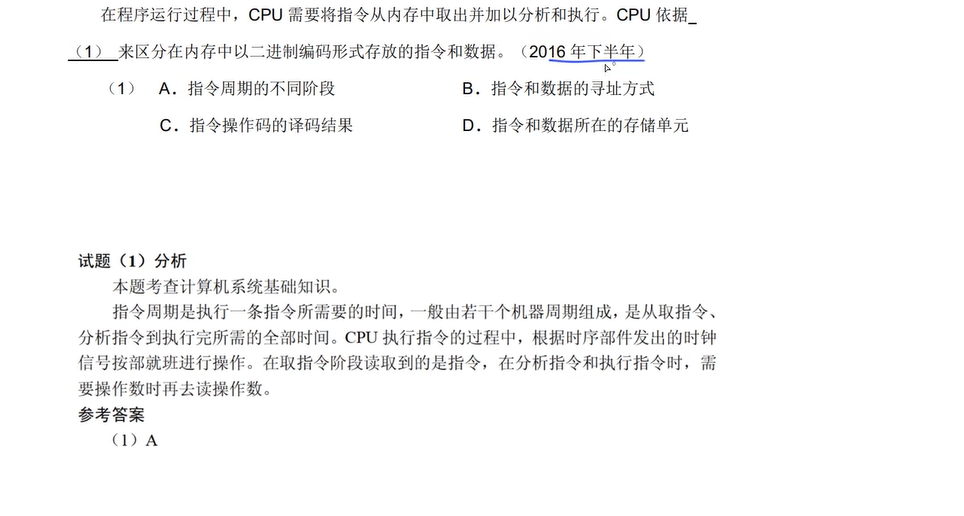 在程序运行过程中，CPU 需要将指令从内存中取出并加以分析和执行。CPU 依据_
（1）_来区分在内存中以二进制编码形式存放的指令和数据。（2016 年下半年）
（1） A．指令周期的不同阶段 B．指令和数据的寻址方式
C．指令操作码的译码结果 D．指令和数据所在的存储单元
试题（1）分析
本题考查计算机系统基础知识。
指令周期是执行一条指令所需要的时间，一般由若干个机器周期组成，是从取指令、
分析指令到执行完所需的全部时间。CPU 执行指令的过程中，根据时序部件发出的时钟
信号按部就班进行操作。在取指令阶段读取到的是指令，在分析指令和执行指令时，需
要操作数时再去读操作数。
参考答案
（1）A